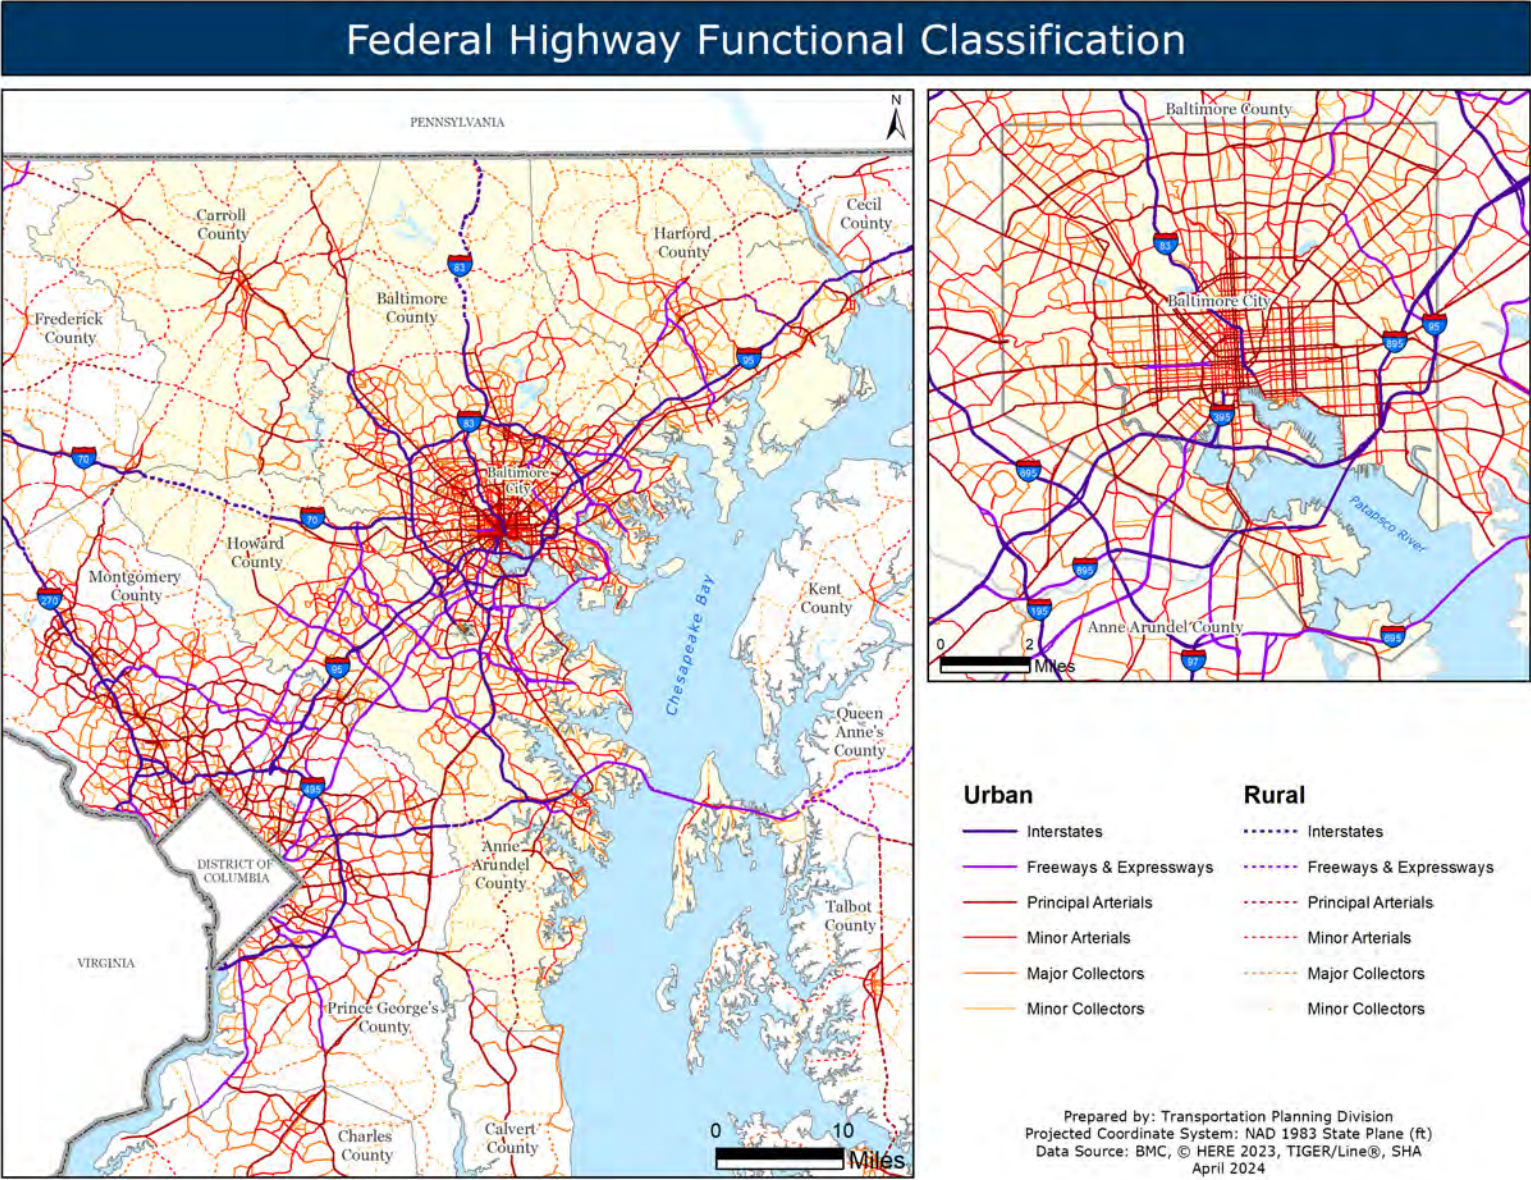 Federal Highway Functional Classification
PENNSYLVANIA
N
Carroll
County
Cecil
County
Harford
County
83
Baltimore
County
Frederick
County
95
83
70
Baltimore
City
70
Howard
County
Montgomery
County
270
Kent
County
Chesapeake Bay
95
Queen
Anne's
County
495
DISTRICT OF
COLUMBIA
Anne
Arundel
County
Talbot
County
VIRGINIA
Prince George's
County
Charles
County
Calvert
County
0 10
Miles
Baltimore County
83
Baltimore City
95
895
395
695
Patapsco River
895
195
Anne Arundel County
695
97
0 2
Miles
Urban
Interstates
Freeways & Expressways
Principal Arterials
Minor Arterials
Major Collectors
Minor Collectors
Rural
Interstates
Freeways & Expressways
Principal Arterials
Minor Arterials
Major Collectors
Minor Collectors
Prepared by: Transportation Planning Division
Projected Coordinate System: NAD 1983 State Plane (ft)
Data Source: BMC, © HERE 2023, TIGER/Line®, SHA
April 2024